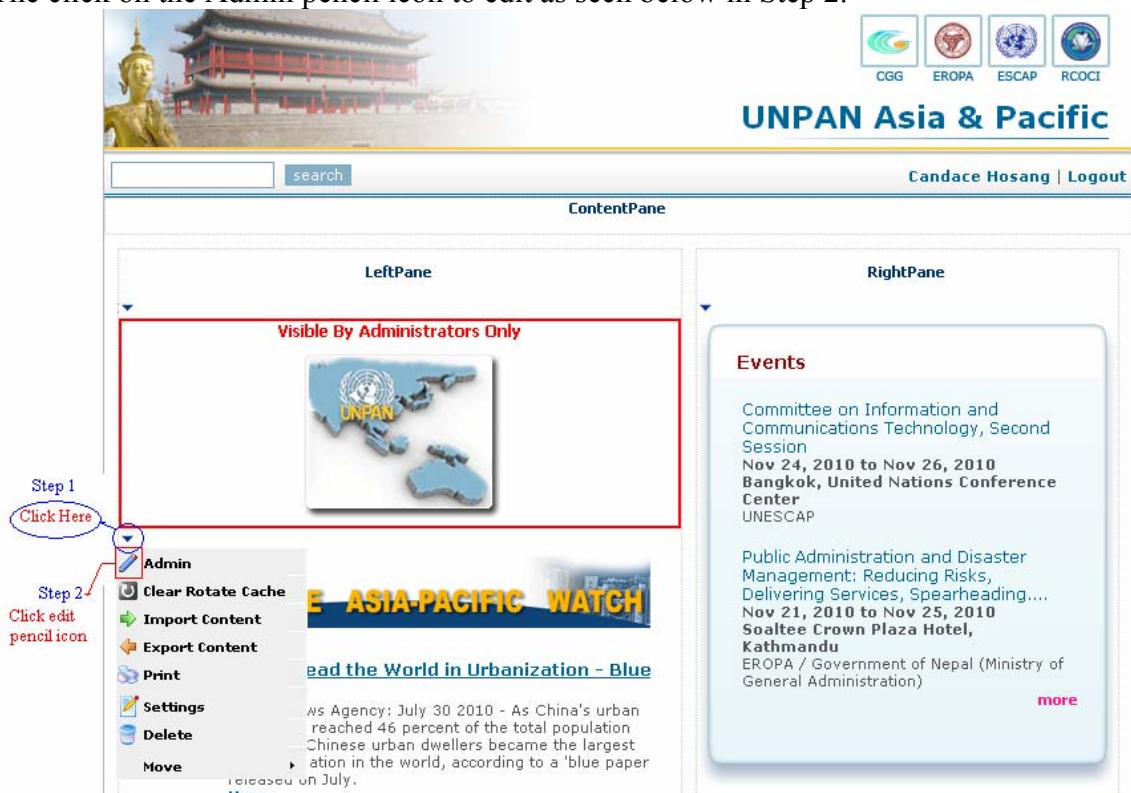 The click on the Admin pencil-icon to edit as seen below in Step 2.
CGG EROPA ESCAP RCOCI
UNPAN Asia & Pacific
search
Candace Hosang | Logout
ContentPane
LeftPane
Visible By Administrators Only
UNPAN
Step 1
Click Here
Step 2
Click edit
pencil icon
Admin
Clear Rotate Cache
Import Content
Export Content
Print
Settings
Delete
Move
E ASIA-PACIFIC WATCH
ead the World in Urbanization - Blue
ws Agency: July 30 2010 - As China's urban
reached 46 percent of the total population
Chinese urban dwellers became the largest
ation in the world, according to a 'blue paper
released on July.
RightPane
Events
Committee on Information and
Communications Technology, Second
Session
Nov 24, 2010 to Nov 26, 2010
Bangkok, United Nations Conference
Center
UNESCAP
Public Administration and Disaster
Management: Reducing Risks,
Delivering Services, Spearheading....
Nov 21, 2010 to Nov 25, 2010
Soaltee Crown Plaza Hotel,
Kathmandu
EROPA / Government of Nepal (Ministry of
General Administration)
more